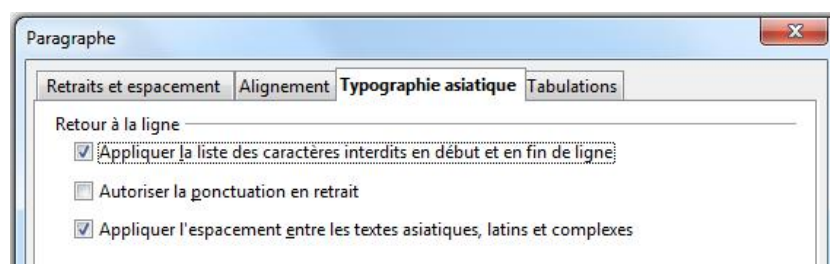 Paragraphe
Retraits et espacement Alignement Typographie asiatique Tabulations
Retour à la ligne
Appliquer la liste des caractères interdits en début et en fin de ligne
Autoriser la ponctuation en retrait
Appliquer l'espacement entre les textes asiatiques, latins et complexes